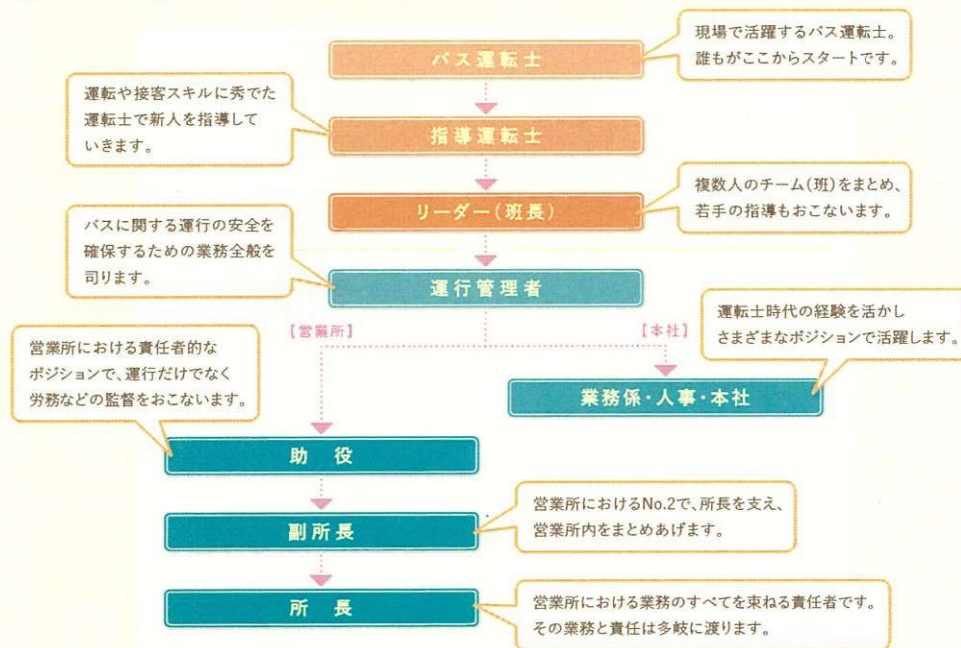 バス運転士
現場で活躍するバス運転士。
誰もがここからスタートです。
運転や接客スキルに秀でた
運転士で新人を指導して
いきます。
指導運転士
リーダー(班長)
複数人のチーム(班)をまとめ、
若手の指導もおこないます。
バスに関する運行の安全を
確保するための業務全般を
司ります。
運行管理者
【営業所】
【本社】
運転士時代の経験を活かし
さまざまなポジションで活躍します。
業務係・人事・本社
営業所における責任者的な
ポジションで、運行だけでなく
労務などの監督をおこないます。
助 役
副所長
営業所におけるNo.2で、所長を支え、
営業所内をまとめあげます。
所 長
営業所における業務のすべてを束ねる責任者です。
その業務と責任は多岐に渡ります。